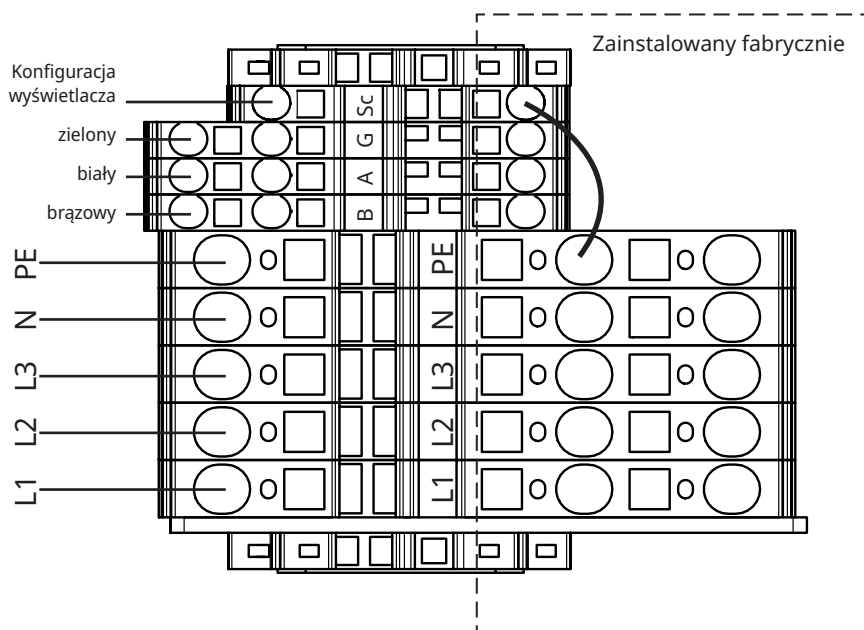 Zainstalowany fabrycznie
Konfiguracja
wyświetlacza
Sc
zielony
G
biały
A
brązowy
B
PE
PE
N
N
L3
L3
L2
L2
L1
L1